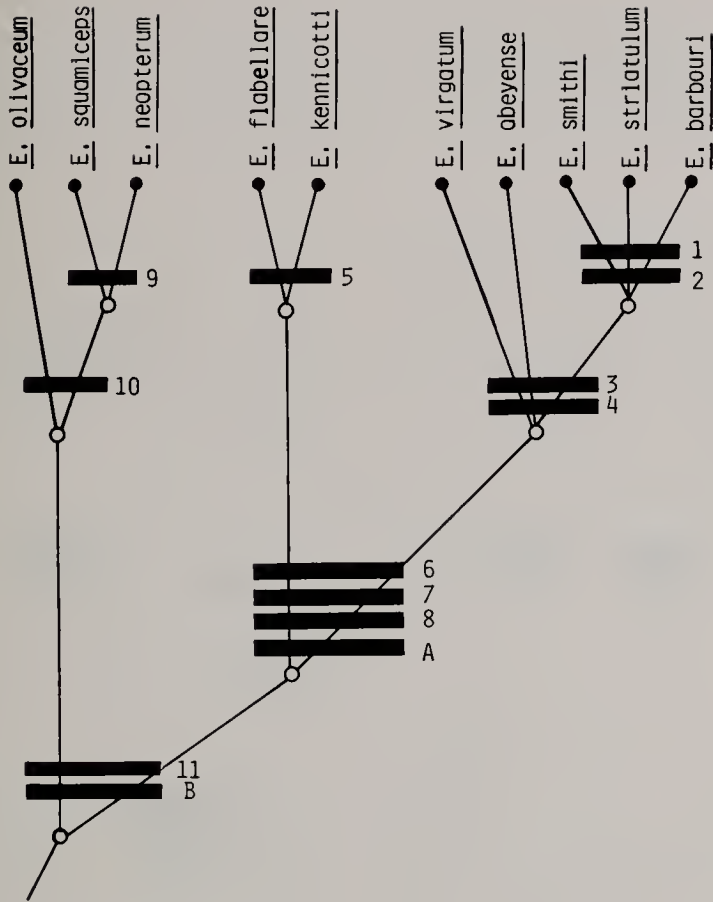 E. olivaceum
E. squamiceps
E. neopterum
E. flabellare
E. kennicotti
E. virgatum
E. obeyense
E. smithi
E. striatulum
E. barbouri
1
2
9
5
10
3
4
6
7
8
A
11
B